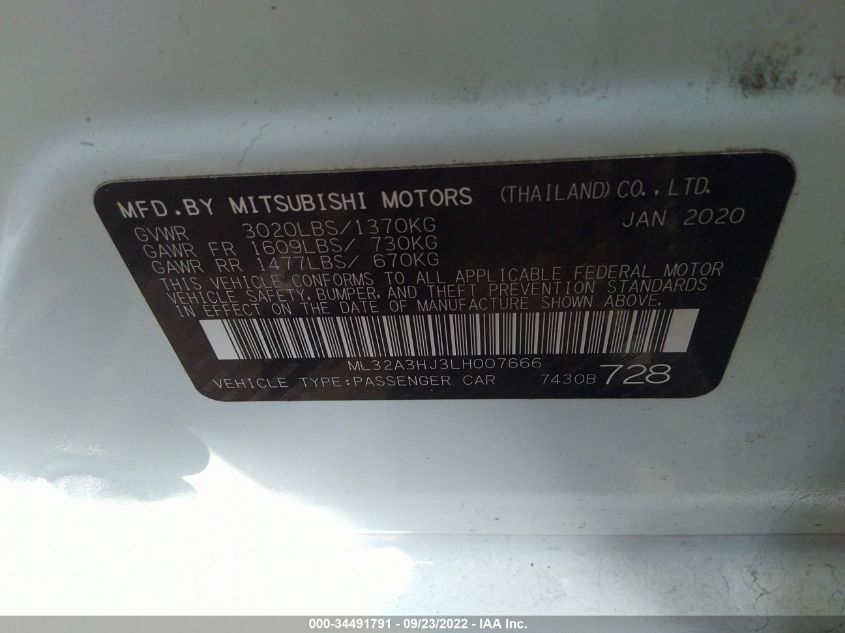 MFD.BY MITSUBISHI MOTORS (THAILAND) CO.,LTD.
GVWR 3020LBS/1370KG JAN 2020
GAWR FR 1609LBS/ 730KG
GAWR RR 1477LBS/ 670KG
THIS VEHICLE CONFORMS TO ALL APPLICABLE FEDERAL MOTOR
VEHICLE SAFETY, BUMPER, AND THEFT PREVENTION STANDARDS
IN EFFECT ON THE DATE OF MANUFACTURE SHOWN ABOVE.
ML32A3HJ3LH007666
VEHICLE TYPE:PASSENGER CAR 7430B 728
000-34491791 - 09/23/2022 - IAA Inc.